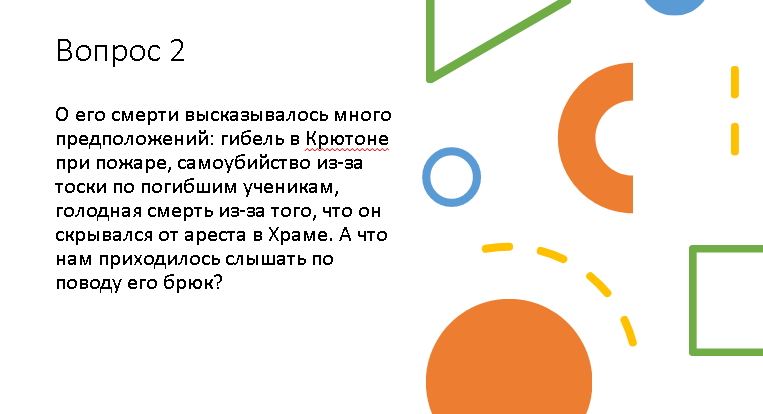 Вопрос 2
О его смерти высказывалось много
предположений: гибель в Крютоне
при пожаре, самоубийство из-за
тоски по погибшим ученикам,
голодная смерть из-за того, что он
скрывался от ареста в Храме. А что
нам приходилось слышать по
поводу его брюк?